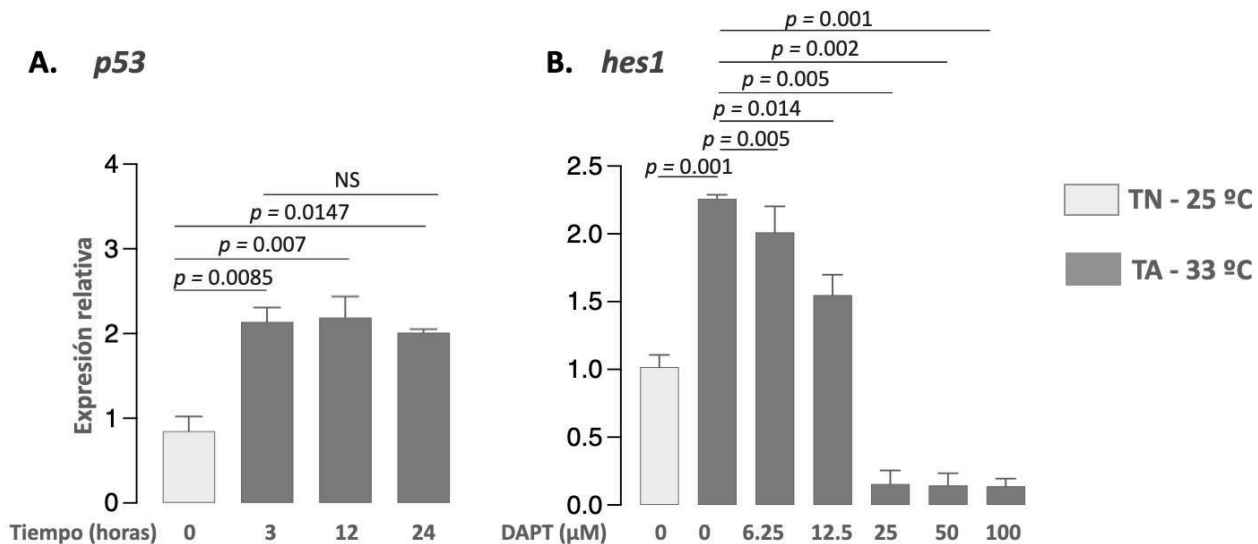 A. p53
NS
p = 0.0147
p = 0.007
p = 0.0085
Expresión relativa
4
3
2
1
0
Tiempo (horas) 0 3 12 24
B. hes1
p = 0.001
p = 0.002
p = 0.005
p = 0.014
p = 0.005
p = 0.001
2.5
2.0
1.5
1.0
0.5
0.0
DAPT (µM) 0 0 6.25 12.5 25 50 100
TN - 25 ºC
TA - 33 ºC